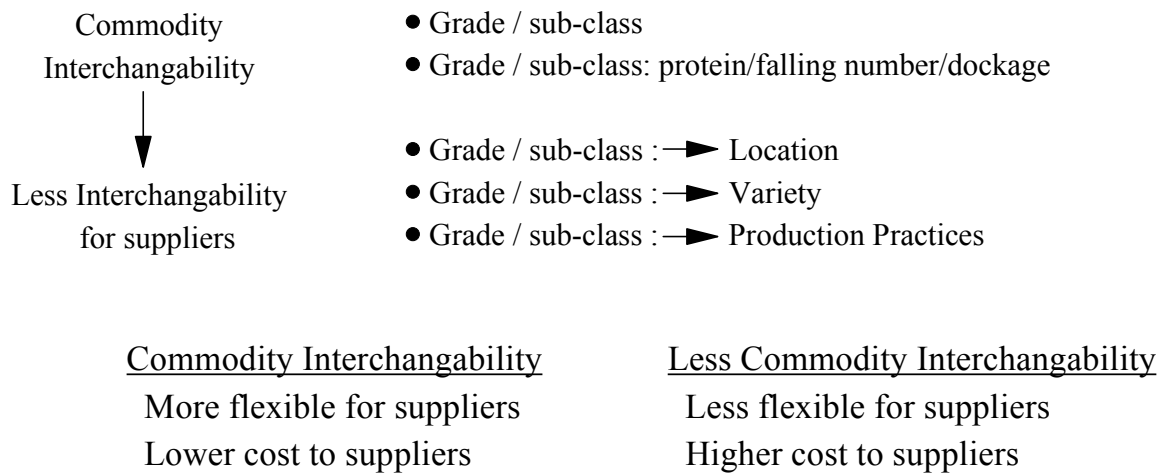 Commodity
Interchangability
Less Interchangability
for suppliers
• Grade / sub-class
• Grade / sub-class: protein/falling number/dockage
• Grade / sub-class : → Location
• Grade / sub-class : → Variety
• Grade / sub-class : → Production Practices
Commodity Interchangability
More flexible for suppliers
Lower cost to suppliers
Less Commodity Interchangability
Less flexible for suppliers
Higher cost to suppliers